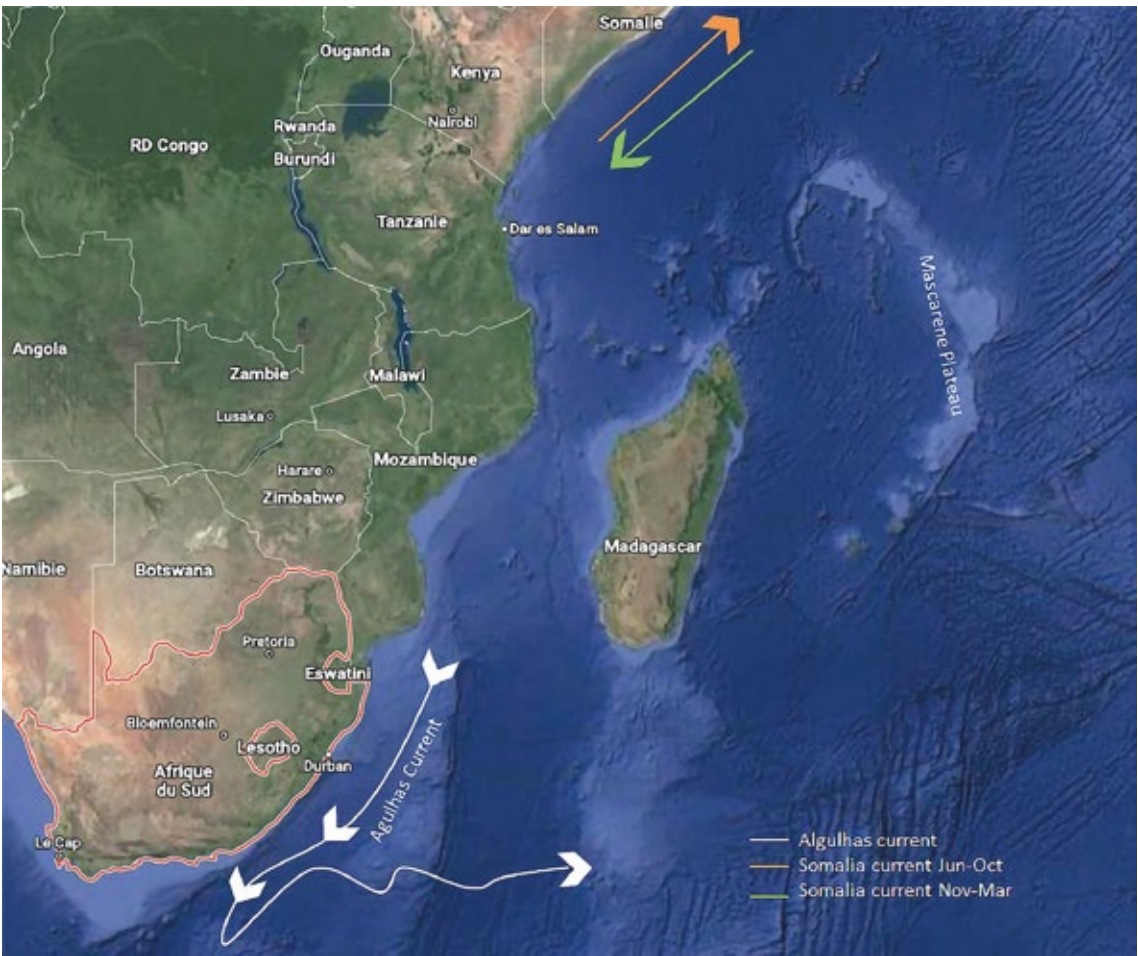 Somalie
Ouganda
Kenya
Nairobi
Rwanda
RD Congo
Burundi
Tanzanie
Dar es Salam
Mascarene Plateau
Angola
Zambie
Malawi
Lusaka
Mozambique
Harare
Zimbabwe
Madagascar
Namibie
Botswana
Pretoria
Eswatini
Bloemfontein
Lesotho
Durban
Afrique
du Sud
Agulhas Current
Le Cap
Algulhas current
Somalia current Jun-Oct
Somalia current Nov-Mar